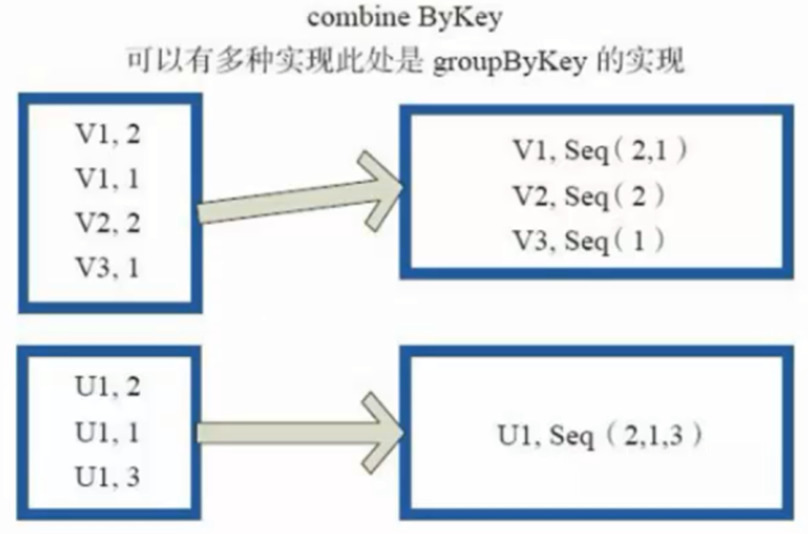 combine ByKey
可以有多种实现此处是 groupByKey 的实现
V1, 2
V1, 1
V2, 2
V3, 1
V1, Seq( 2,1 )
V2, Seq( 2 )
V3, Seq( 1 )
U1, 2
U1, 1
U1, 3
U1, Seq ( 2,1,3 )